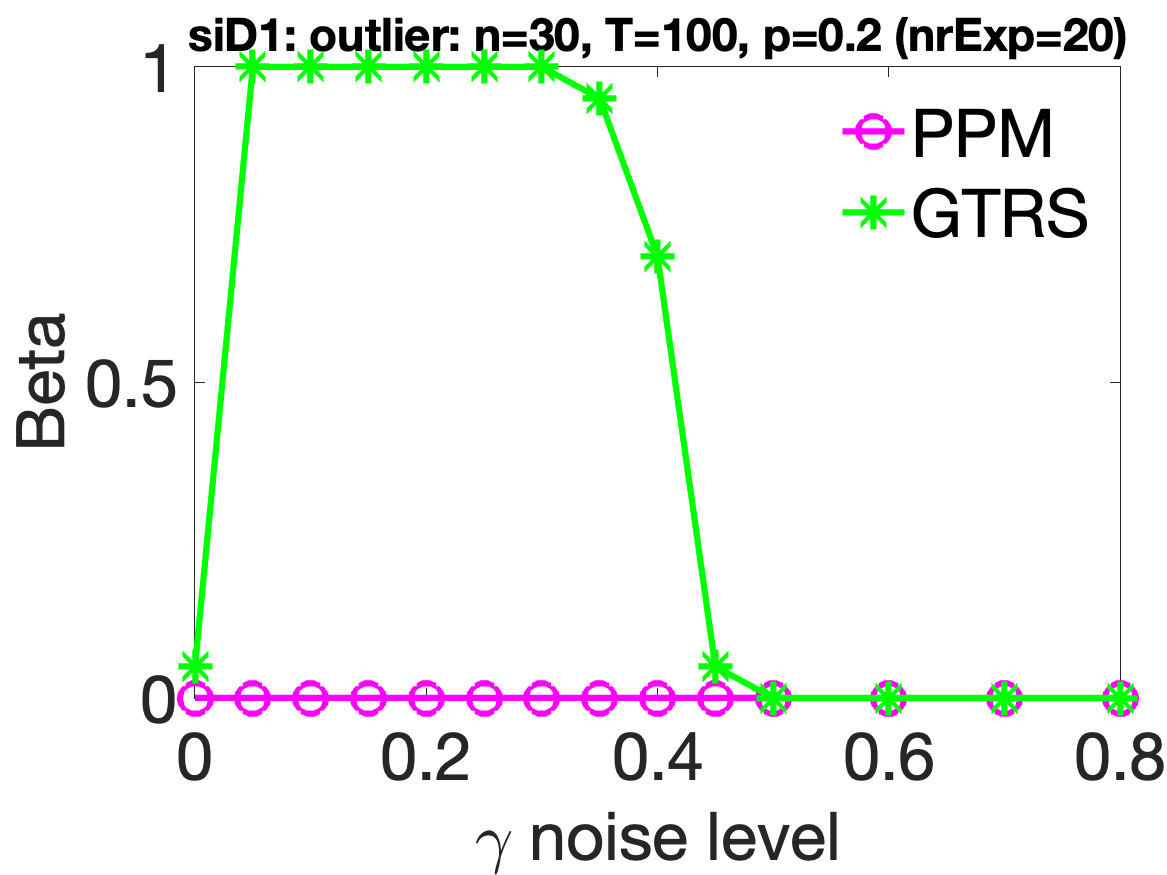 siD1: outlier: n=30, T=100, p=0.2 (nrExp=20)
1
PPM
GTRS
Beta
0.5
0
0 0.2 0.4 0.6 0.8
γ noise level